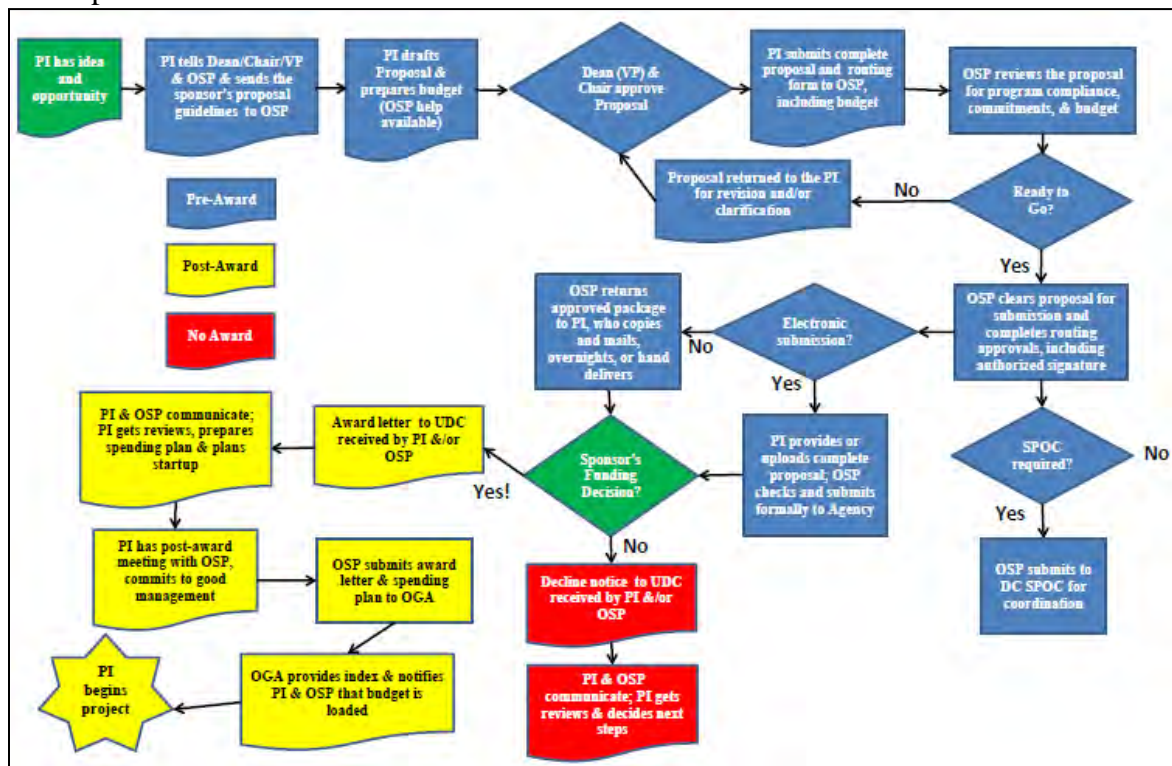 PI has idea
and
opportunity
PI tells Dean/Chair/VP
& OSP & sends the
sponsor's proposal
guidelines to OSP
PI drafts
Proposal &
prepares budget
(OSP help
available)
Dean (VP) &
Chair approve
Proposal
PI submits complete
proposal and routing
form to OSP,
including budget
OSP reviews the proposal
for program compliance,
commitments, & budget
Proposal returned to the PI
for revision and/or
clarification
No
Ready to
Go?
Yes
Pre-Award
Post-Award
No Award
OSP returns
approved package
to PI, who copies
and mails,
overnights, or hand
delivers
No
Electronic
submission?
Yes
OSP clears proposal for
submission and
completes routing
approvals, including
authorized signature
PI & OSP communicate;
PI gets reviews, prepares
spending plan & plans
startup
Award letter to UDC
received by PI &/or
OSP
Yes!
Sponsor's
Funding
Decision?
No
PI provides or
uploads complete
proposal; OSP
checks and submits
formally to Agency
SPOC
required?
No
Yes
PI has post-award
meeting with OSP,
commits to good
management
OSP submits award
letter & spending
plan to OGA
Decline notice to UDC
received by PI &/or
OSP
OSP submits to
DC SPOC for
coordination
PI
begins
project
OGA provides index & notifies
PI & OSP that budget is
loaded
PI & OSP
communicate; PI gets
reviews & decides next
steps